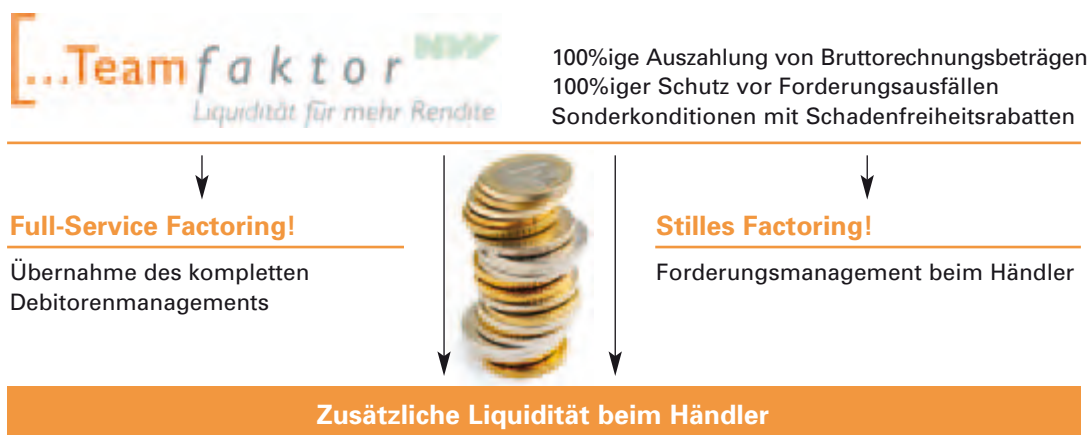 [...Teamfaktor NW
Liquidität für mehr Rendite
100%ige Auszahlung von Bruttorechnungsbeträgen
100%iger Schutz vor Forderungsausfällen
Sonderkonditionen mit Schadenfreiheitsrabatten
Full-Service Factoring!
Übernahme des kompletten
Debitorenmanagements
Stilles Factoring!
Forderungsmanagement beim Händler
Zusätzliche Liquidität beim Händler